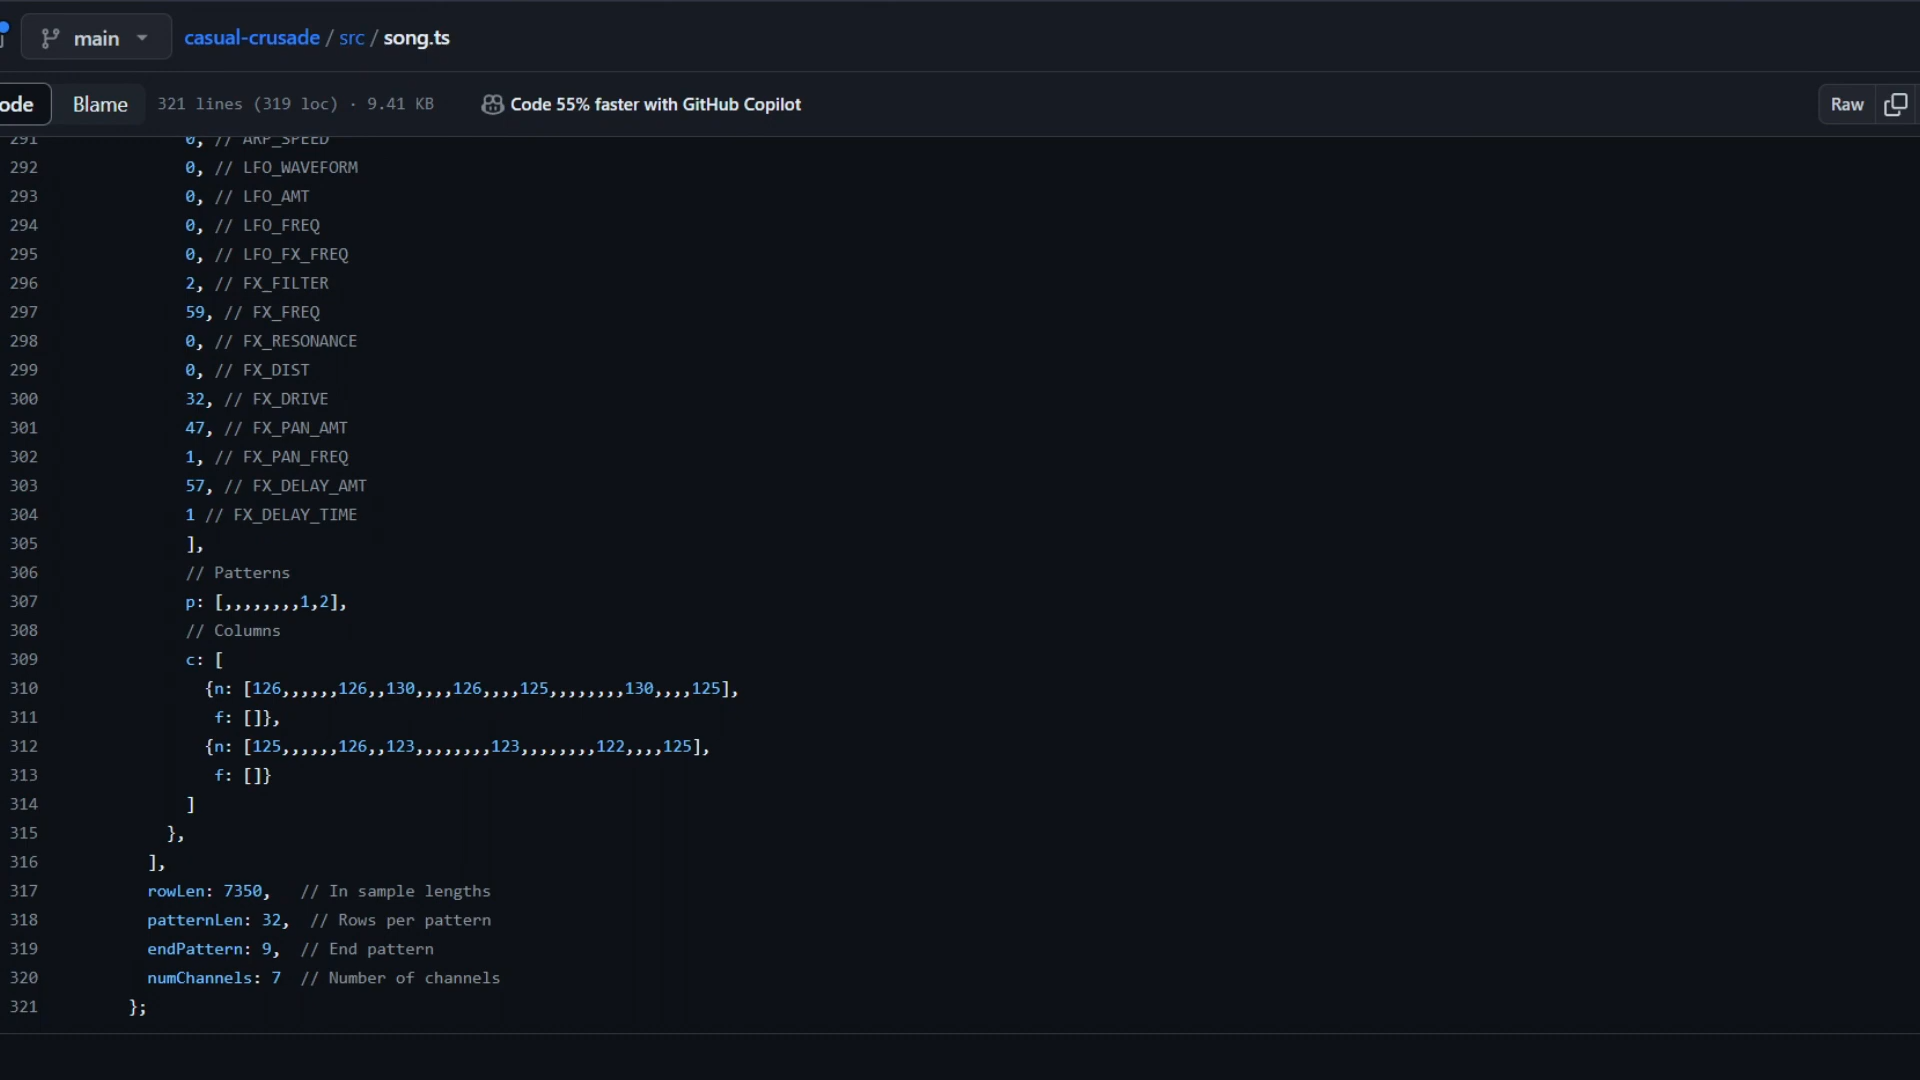 main
casual-crusade / src / song.ts
ode Blame 321 lines (319 loc) · 9.41 KB Code 55% faster with GitHub Copilot Raw
291 0, // ARP_SPEED
292 0, // LFO_WAVEFORM
293 0, // LFO_AMT
294 0, // LFO_FREQ
295 0, // LFO_FX_FREQ
296 2, // FX_FILTER
297 59, // FX_FREQ
298 0, // FX_RESONANCE
299 0, // FX_DIST
300 32, // FX_DRIVE
301 47, // FX_PAN_AMT
302 1, // FX_PAN_FREQ
303 57, // FX_DELAY_AMT
304 1 // FX_DELAY_TIME
305 ],
306 // Patterns
307 p: [,,,,,,,,1,2],
308 // Columns
309 c: [
310 {n: [126,,,,,,126,,130,,,,126,,,,125,,,,,,,,130,,,,125],
311 f: []},
312 {n: [125,,,,,,126,,123,,,,,,,,123,,,,,,,,122,,,,125],
313 f: []}
314 ]
315 },
316 ],
317 rowLen: 7350, // In sample lengths
318 patternLen: 32, // Rows per pattern
319 endPattern: 9, // End pattern
320 numChannels: 7 // Number of channels
321 };